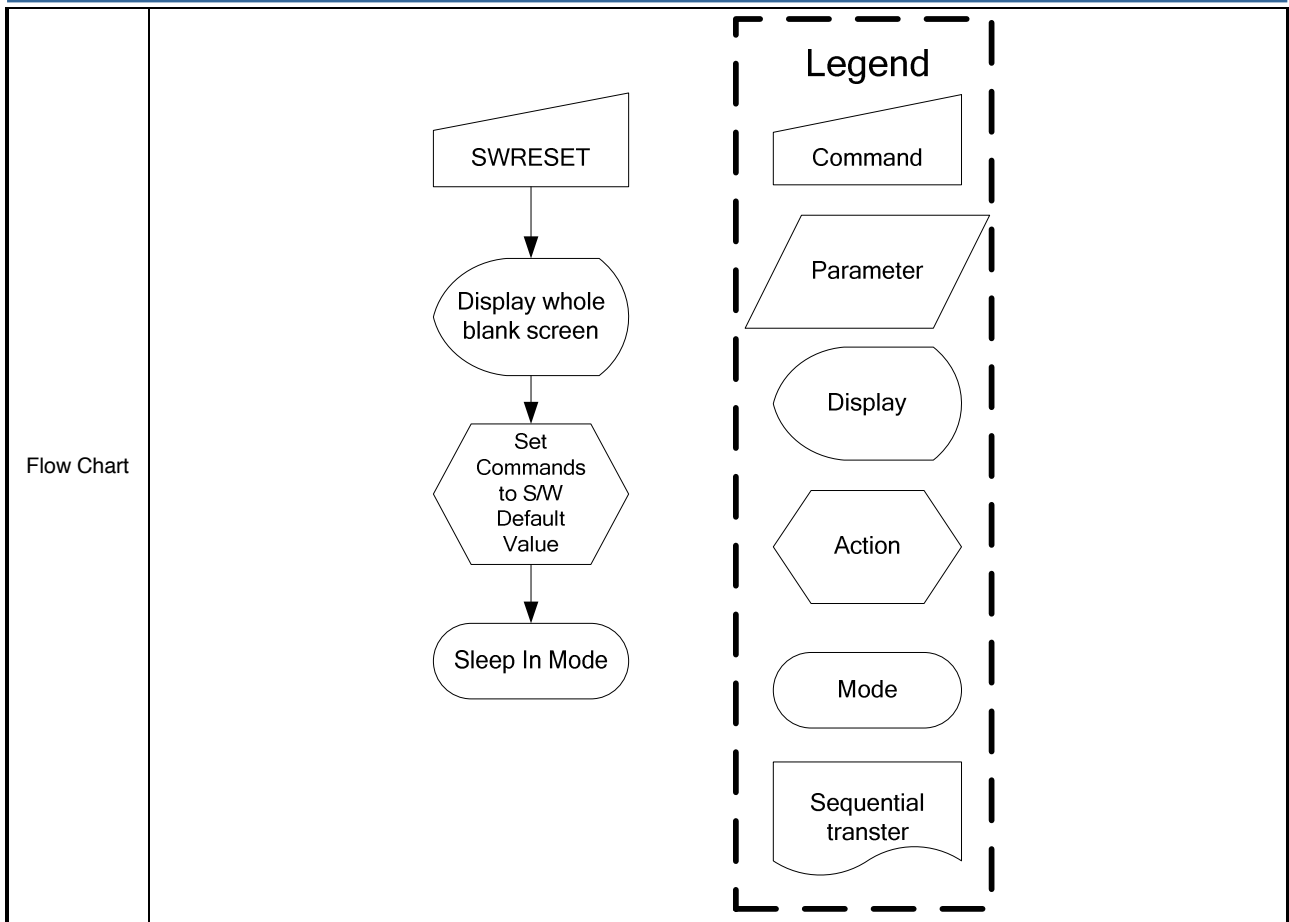 Flow Chart
SWRESET
Display whole
blank screen
Set
Commands
to S/W
Default
Value
Sleep In Mode
Legend
Command
Parameter
Display
Action
Mode
Sequential
transter